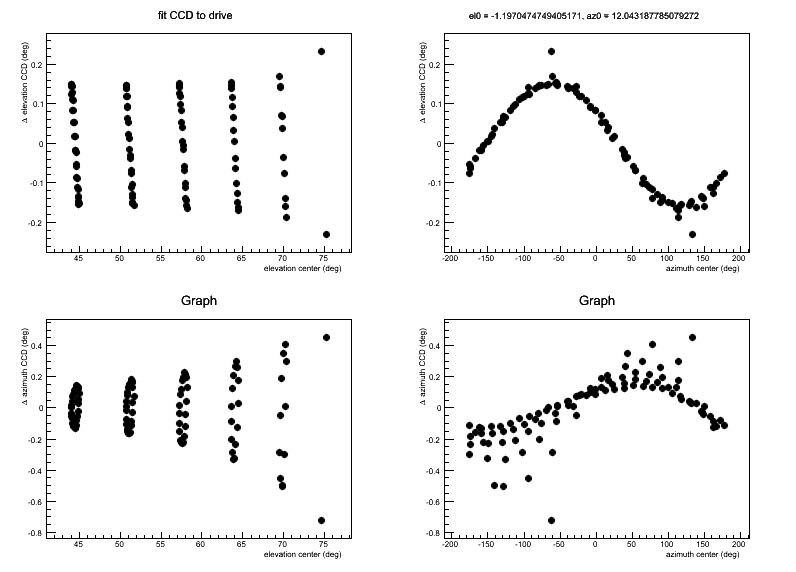 fit CCD to drive
Δ elevation CCD (deg)
0.2
0.1
0
-0.1
-0.2
45 50 55 60 65 70 75
elevation center (deg)
el0 = -1.1970474749405171, az0 = 12.043187785079272
Δ elevation CCD (deg)
0.2
0.1
0
-0.1
-0.2
-200 -150 -100 -50 0 50 100 150 200
azimuth center (deg)
Graph
Δ azimuth CCD (deg)
0.4
0.2
0
-0.2
-0.4
-0.6
-0.8
45 50 55 60 65 70 75
elevation center (deg)
Graph
Δ azimuth CCD (deg)
0.4
0.2
0
-0.2
-0.4
-0.6
-0.8
-200 -150 -100 -50 0 50 100 150 200
azimuth center (deg)